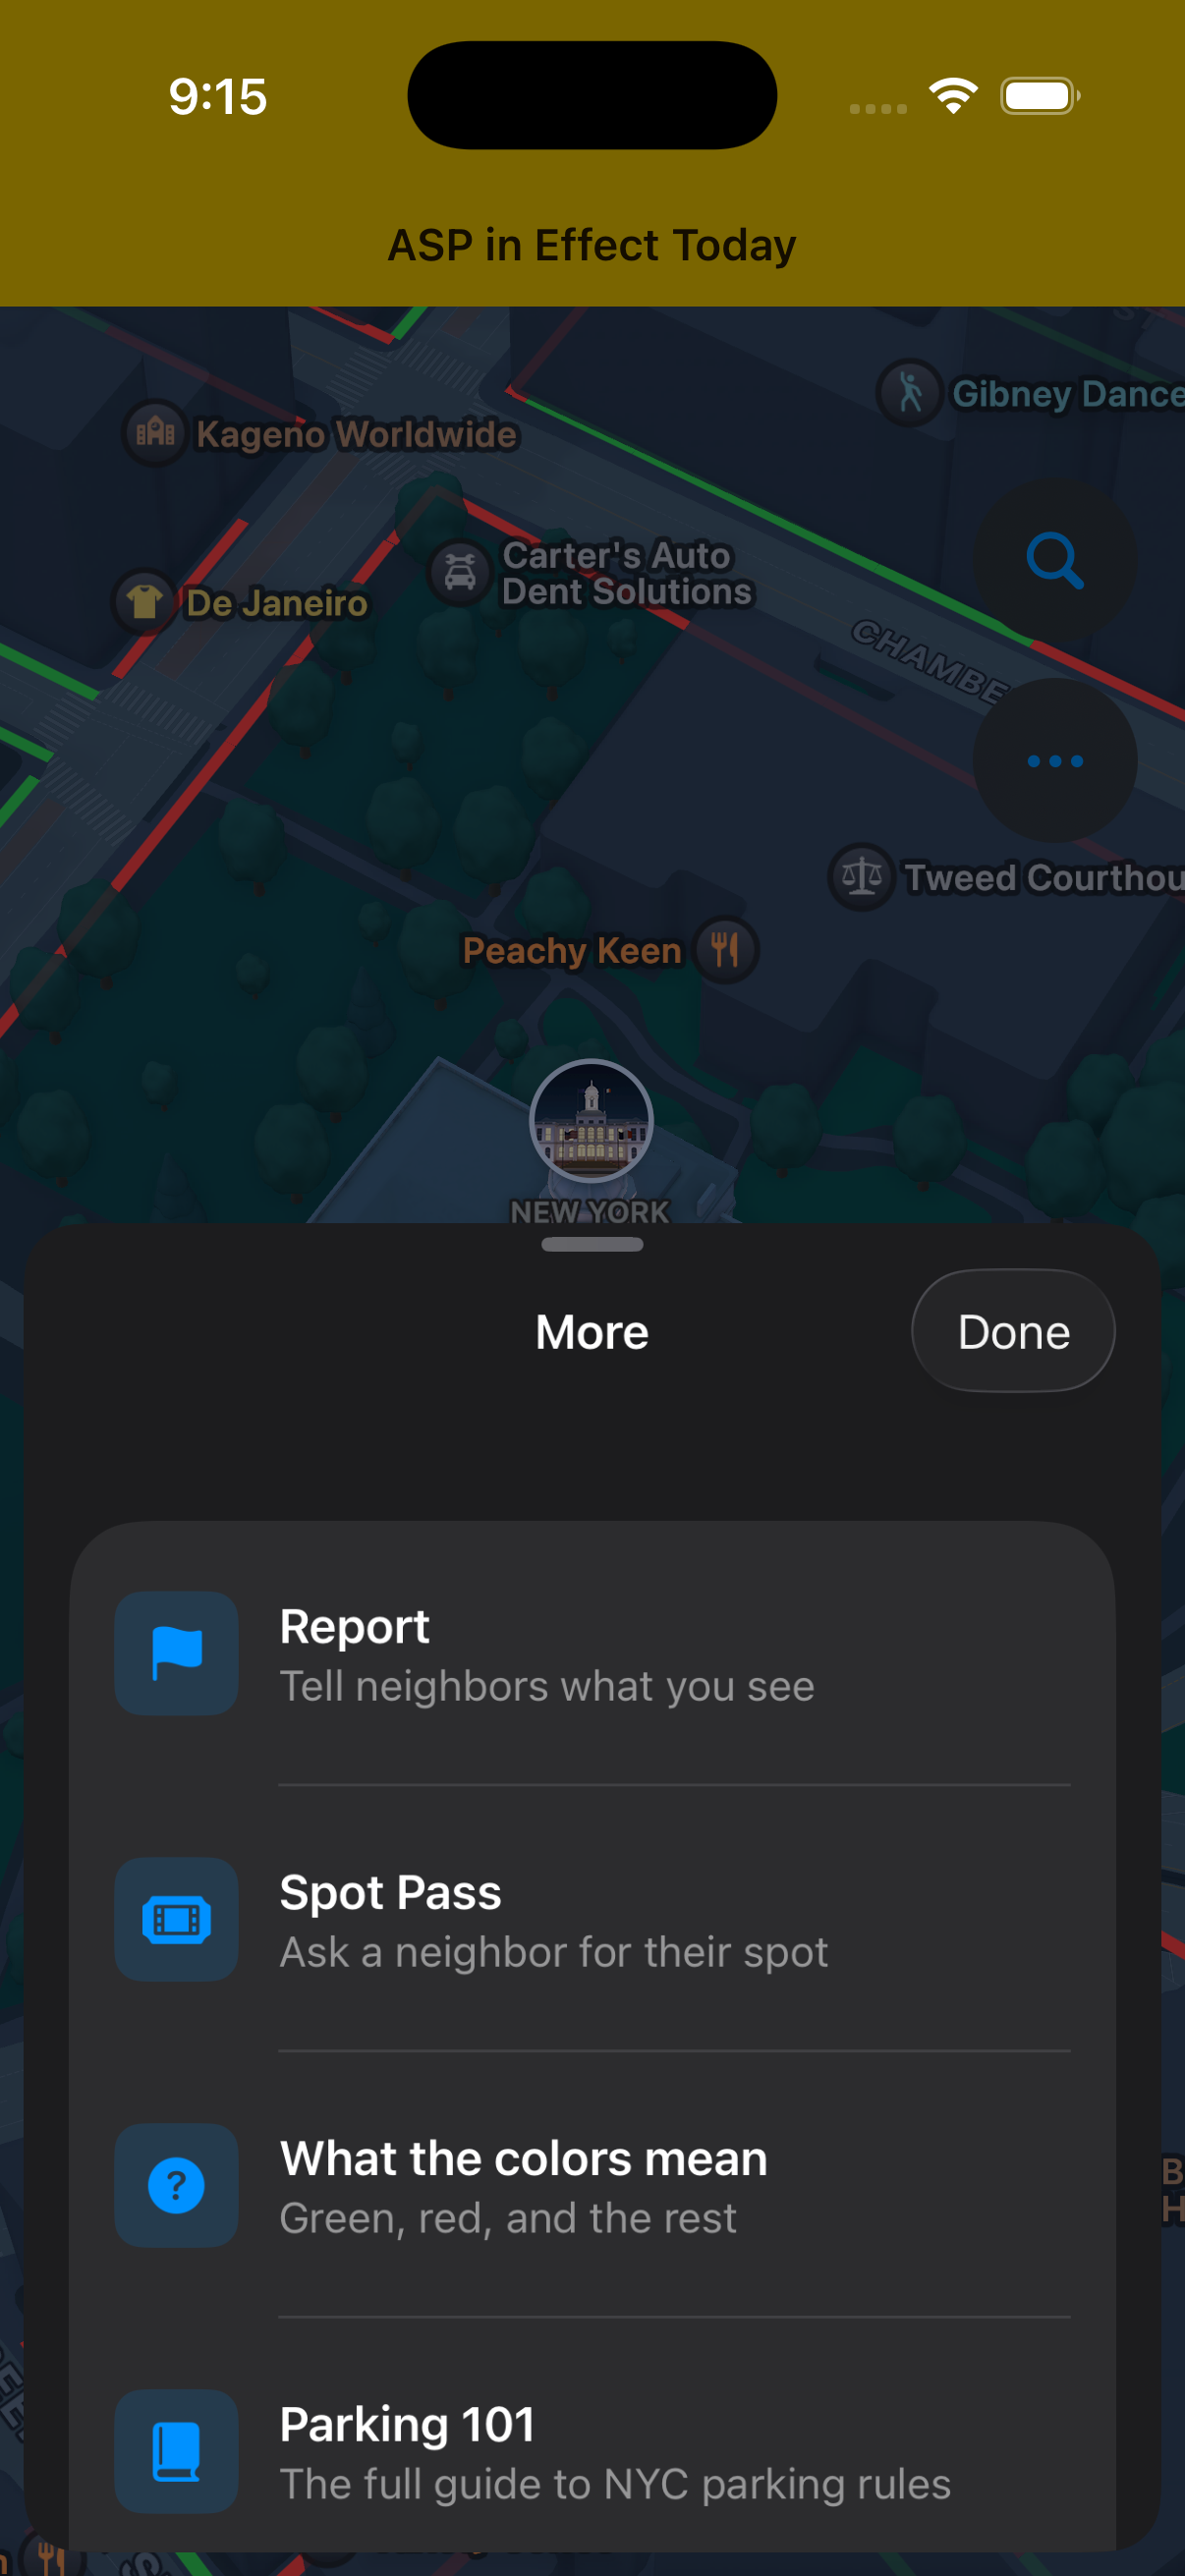 9:15
ASP in Effect Today
Gibney Dance
Kageno Worldwide
Carter's Auto
Dent Solutions
De Janeiro
CHAMBE
Tweed Courthou
Peachy Keen
NEW YORK
More
Done
Report
Tell neighbors what you see
Spot Pass
Ask a neighbor for their spot
What the colors mean
Green, red, and the rest
B
H
Parking 101
The full guide to NYC parking rules